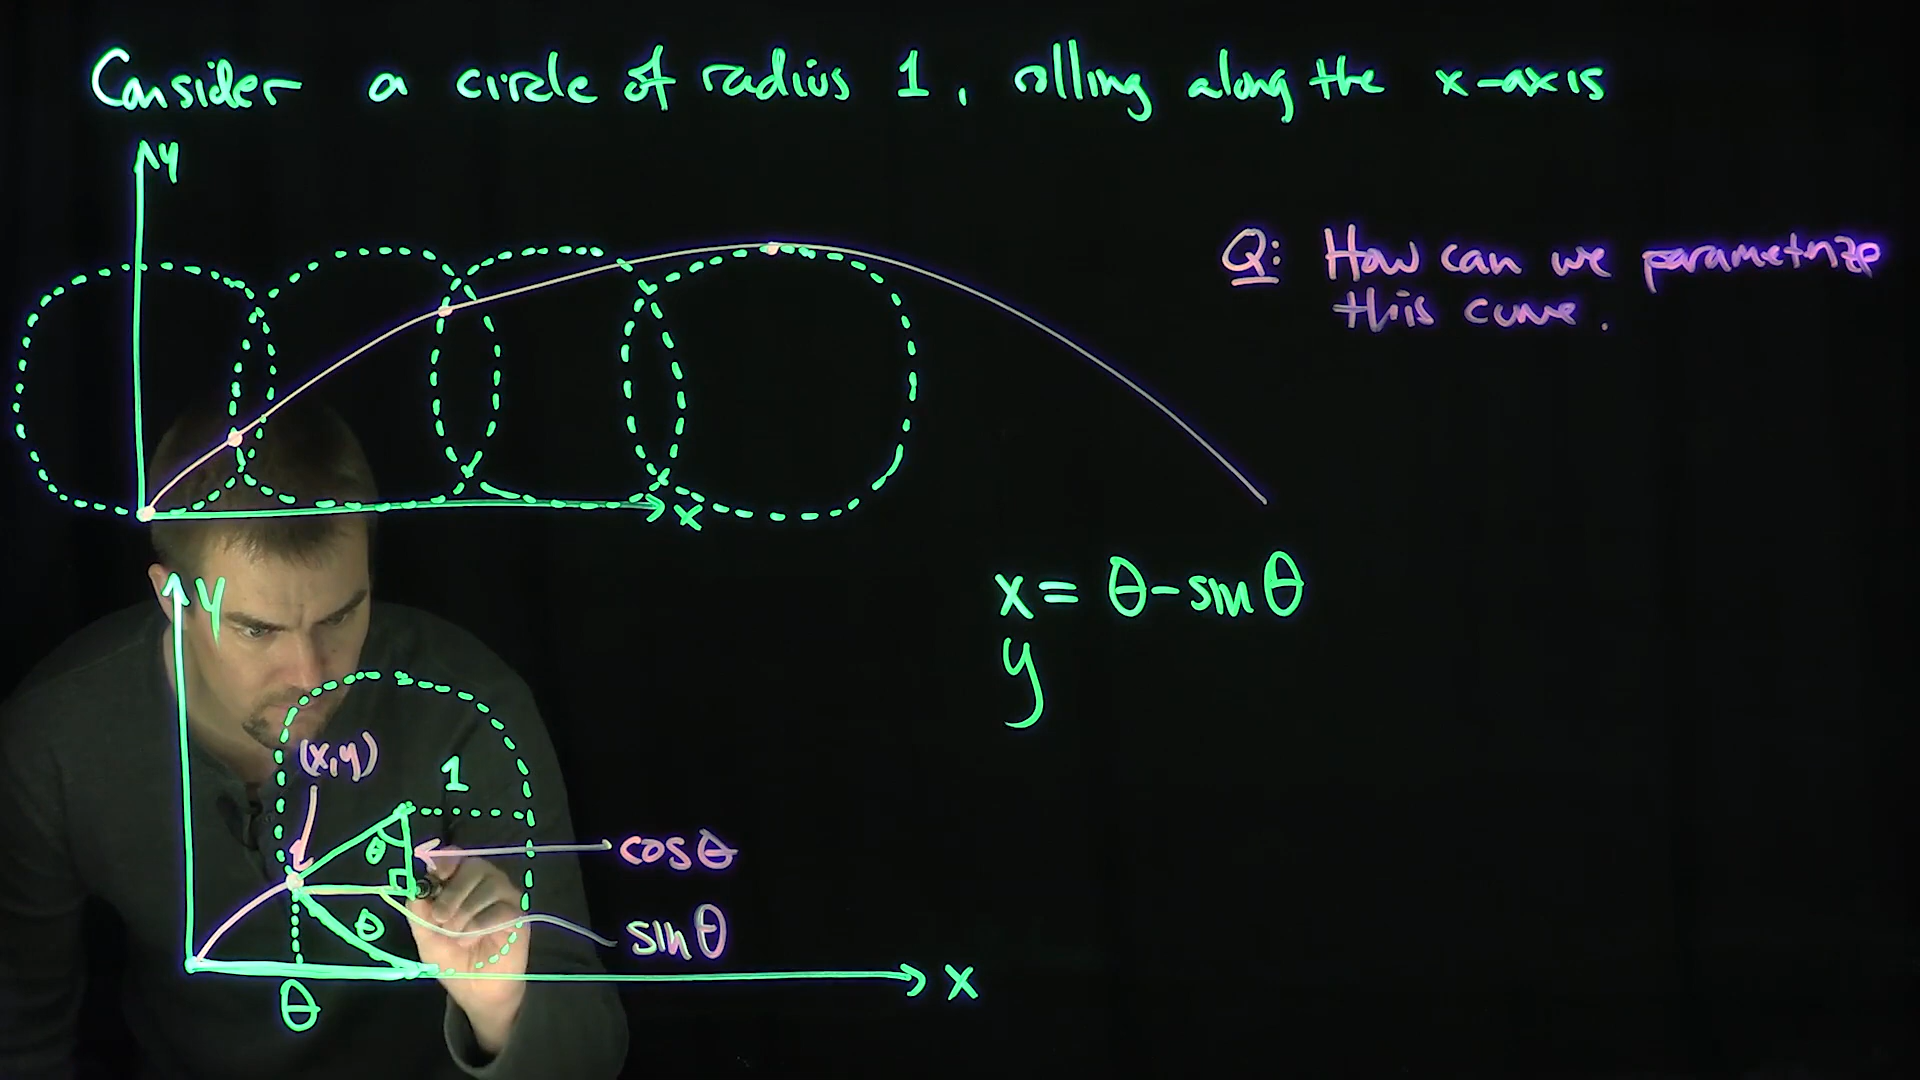 Consider a circle of radius 1, rolling along the x-axis
y
Q: How can we parametrize
this curve.
x
x = θ - sin θ
y
y
(x,y)
1
θ
cos θ
θ
sin θ
x
θ